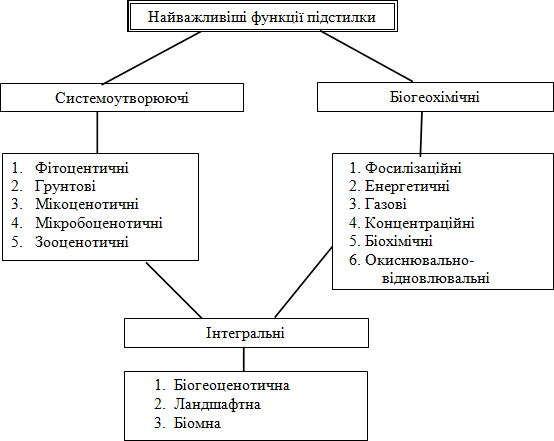 Найважливіші функції підстилки
Системоутворюючі
Біогеохімічні
1. Фітоцентичні
2. Грунтові
3. Мікоценотичні
4. Мікробоценотичні
5. Зооценотичні
1. Фосилізаційні
2. Енергетичні
3. Газові
4. Концентраційні
5. Біохімічні
6. Окиснювально-
відновлювальні
Інтегральні
1. Біогеоценотична
2. Ландшафтна
3. Біомна